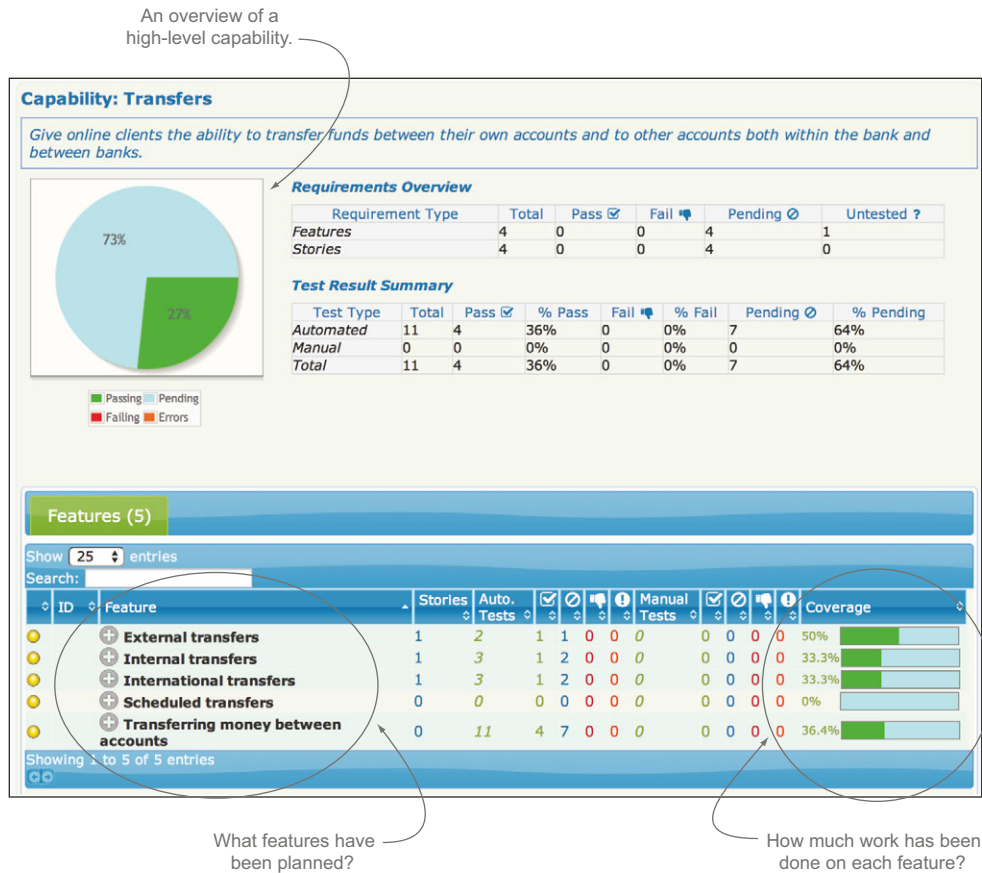 An overview of a
high-level capability.
Capability: Transfers
Give online clients the ability to transfer funds between their own accounts and to other accounts both within the bank and
between banks.
73%
27%
Passing Pending
Failing Errors
Requirements Overview
Requirement Type Total Pass Fail Pending Untested ?
Features 4 0 0 4 1
Stories 4 0 0 4 0
Test Result Summary
Test Type Total Pass % Pass Fail % Fail Pending % Pending
Automated 11 4 36% 0 0% 7 64%
Manual 0 0 0% 0 0% 0 0%
Total 11 4 36% 0 0% 7 64%
Features (5)
Show 25 entries
Search:
ID Feature Stories Auto. Tests Manual Tests Coverage
External transfers 1 2 1 1 0 0 0 0 0 0 0 50%
Internal transfers 1 3 1 2 0 0 0 0 0 0 0 33.3%
International transfers 1 3 1 2 0 0 0 0 0 0 0 33.3%
Scheduled transfers 0 0 0 0 0 0 0 0 0 0 0 0%
Transferring money between
accounts 0 11 4 7 0 0 0 0 0 0 0 36.4%
Showing 1 to 5 of 5 entries
What features have
been planned?
How much work has been
done on each feature?